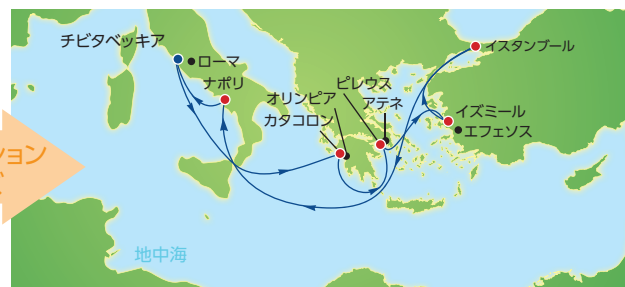 チビタベッキア
ローマ
ナポリ
オリンピア
カタコロン
ピレウス
アテネ
イスタンブール
イズミール
エフェソス
ション
地中海